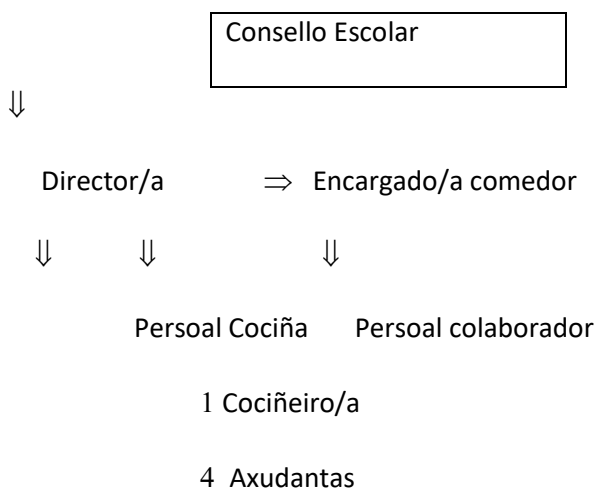 Consello Escolar
⇓
Director/a ⇒ Encargado/a comedor
⇓ ⇓ ⇓
Persoal Cociña Persoal colaborador
1 Cociñeiro/a
4 Axudantas